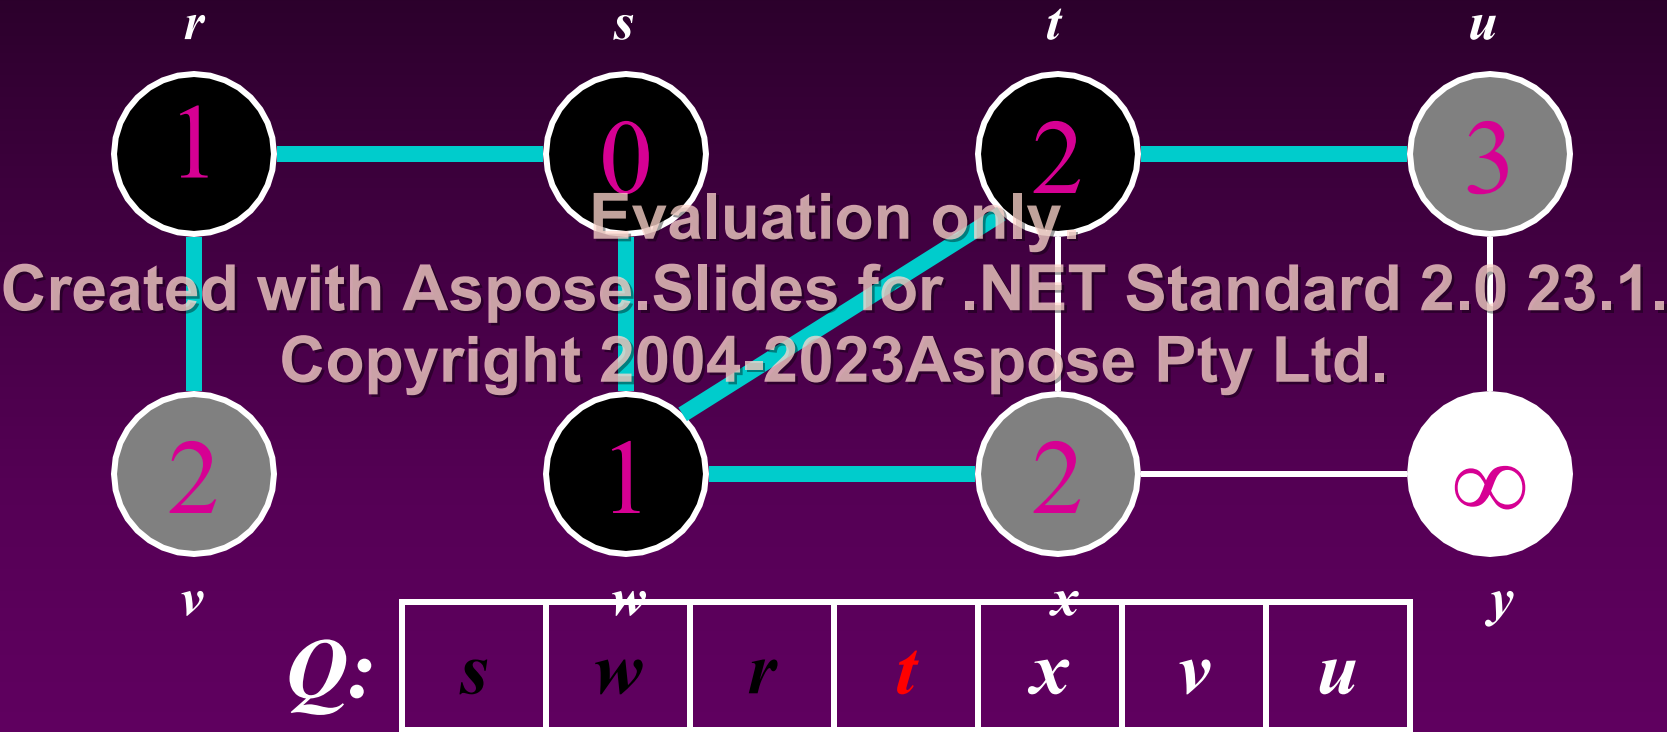 r s t u
1 0 2 3
Evaluation only.
Created with Aspose.Slides for .NET Standard 2.0 23.1.
Copyright 2004-2023Aspose Pty Ltd.
2 1 2 ∞
v w x y
Q: s w r t x v u